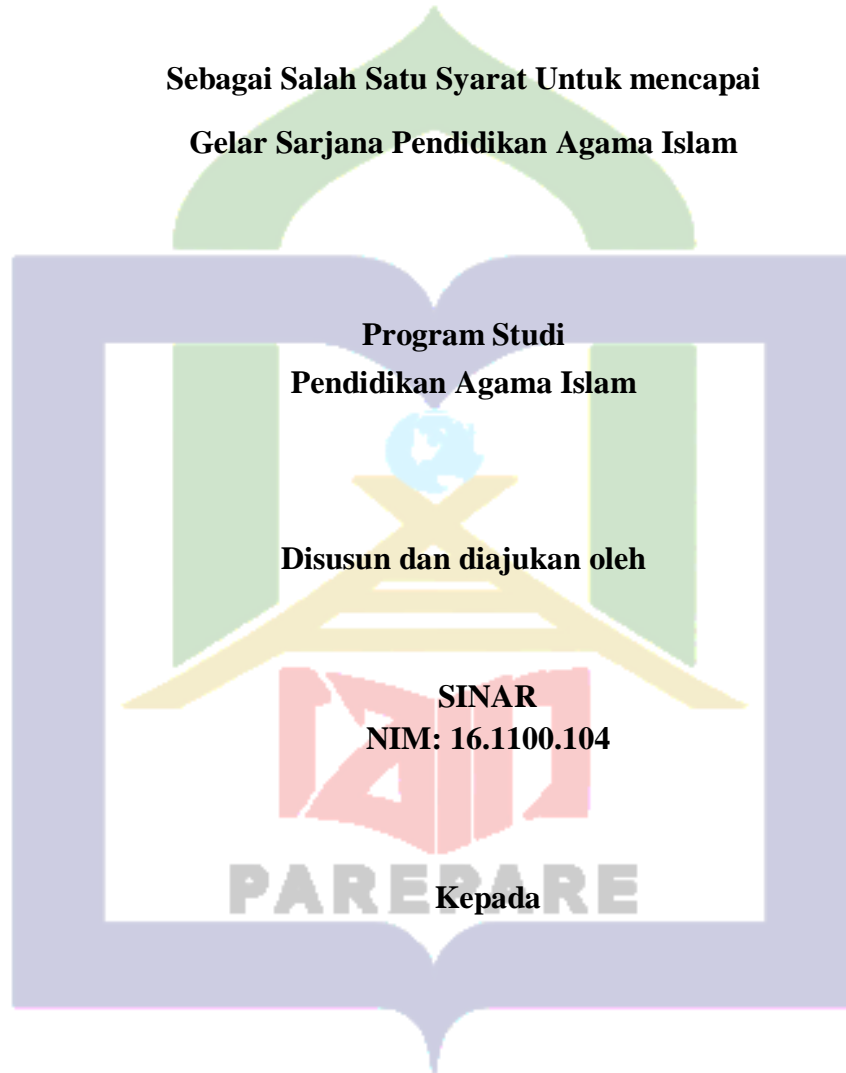 Sebagai Salah Satu Syarat Untuk mencapai
Gelar Sarjana Pendidikan Agama Islam
Program Studi
Pendidikan Agama Islam
Disusun dan diajukan oleh
SINAR
NIM: 16.1100.104
iain
PAREPARE
Kepada